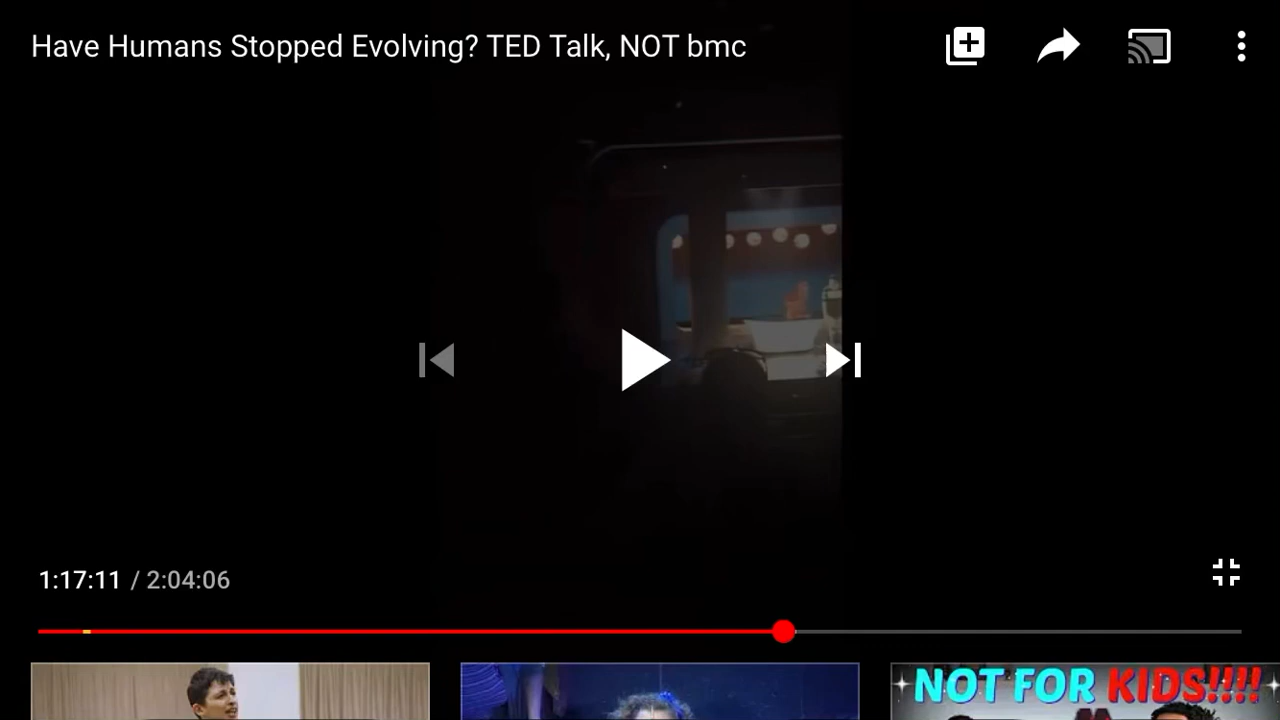 Have Humans Stopped Evolving? TED Talk, NOT bmc
1:17:11 / 2:04:06
NOT FOR KIDS!!!!